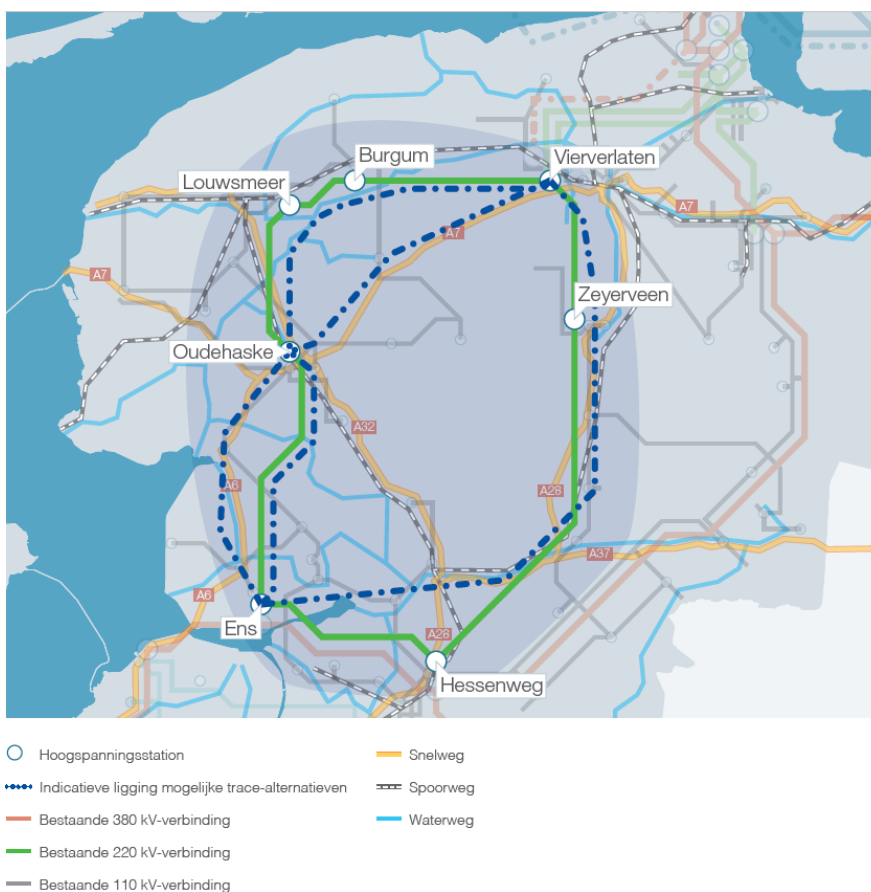 Burgum
Vierverlaten
Louwsmeer
A7
A7
A7
Zeyerveen
Oudehaske
A32
A6
A28
A37
A6
Ens
A28
Hessenweg
Hoogspanningsstation
Snelweg
Indicatieve ligging mogelijke trace-alternatieven
Spoorweg
Bestaande 380 kV-verbinding
Waterweg
Bestaande 220 kV-verbinding
Bestaande 110 kV-verbinding